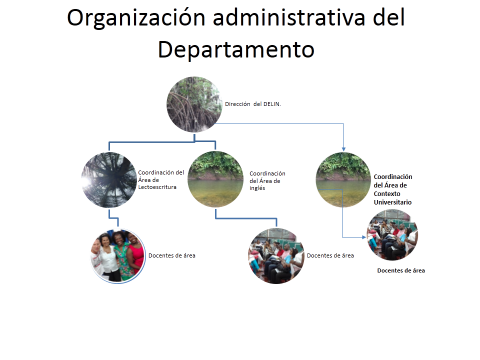 Organización administrativa del
Departamento
Dirección del DELIN.
Coordinación del
Área de
Lectoescritura
Coordinación
del Área de
inglés
Coordinación
del Área de
Contexto
Universitario
Docentes de área
Docentes de área
Docentes de área